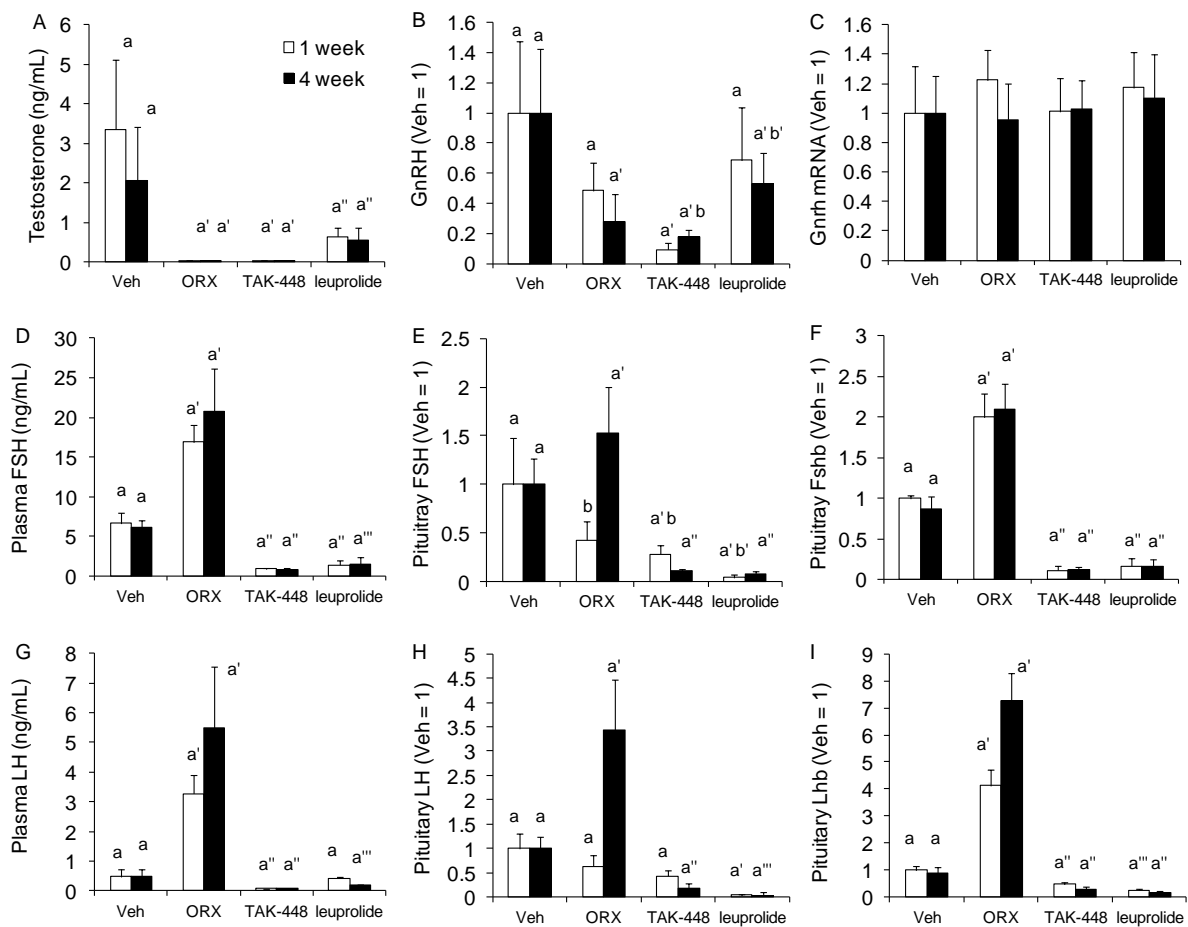 A
Testosterone (ng/mL)
6
5
4
3
2
1
0
a
a
a' a'
a' a'
a'' a''
1 week
4 week
Veh
ORX
TAK-448
leuprolide
B
GnRH (Veh = 1)
1.6
1.4
1.2
1
0.8
0.6
0.4
0.2
0
a a
a
a'
a'
a' b
a
a' b'
Veh
ORX
TAK-448
leuprolide
C
Gnrh mRNA (Veh = 1)
1.6
1.4
1.2
1
0.8
0.6
0.4
0.2
0
Veh
ORX
TAK-448
leuprolide
D
Plasma FSH (ng/mL)
30
25
20
15
10
5
0
a a
a'
a'
a'' a''
a'' a'''
Veh
ORX
TAK-448
leuprolide
E
Pituitray FSH (Veh = 1)
2.5
2
1.5
1
0.5
0
a
a
b
a'
a' b
a''
a' b'
a''
Veh
ORX
TAK-448
leuprolide
F
Pituitray Fshb (Veh = 1)
3
2.5
2
1.5
1
0.5
0
a
a
a'
a'
a'' a''
a'' a''
Veh
ORX
TAK-448
leuprolide
G
Plasma LH (ng/mL)
8
7
6
5
4
3
2
1
0
a a
a'
a'
a'' a''
a a'''
Veh
ORX
TAK-448
leuprolide
H
Pituitary LH (Veh = 1)
5
4.5
4
3.5
3
2.5
2
1.5
1
0.5
0
a a
a
a'
a
a''
a' a'''
Veh
ORX
TAK-448
leuprolide
I
Pituitary Lhb (Veh = 1)
9
8
7
6
5
4
3
2
1
0
a a
a'
a'
a'' a''
a''' a''
Veh
ORX
TAK-448
leuprolide